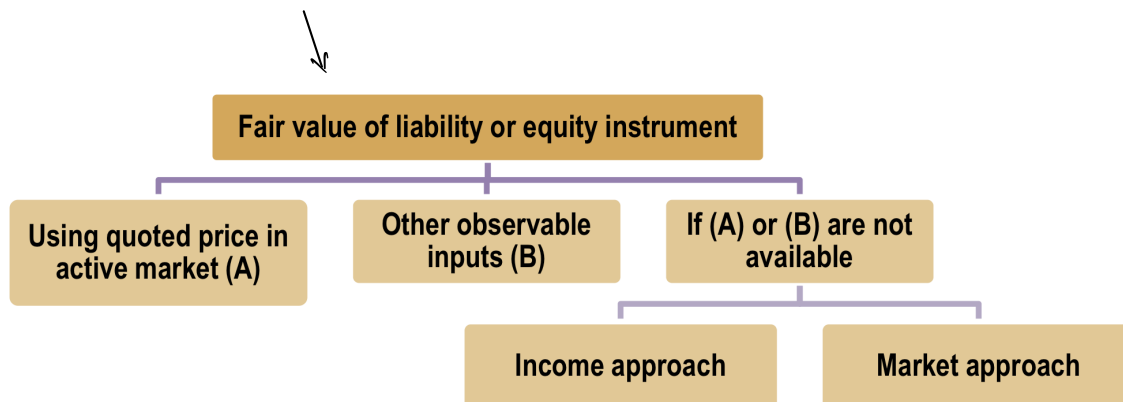 Fair value of liability or equity instrument
Using quoted price in
active market (A)
Other observable
inputs (B)
If (A) or (B) are not
available
Income approach
Market approach